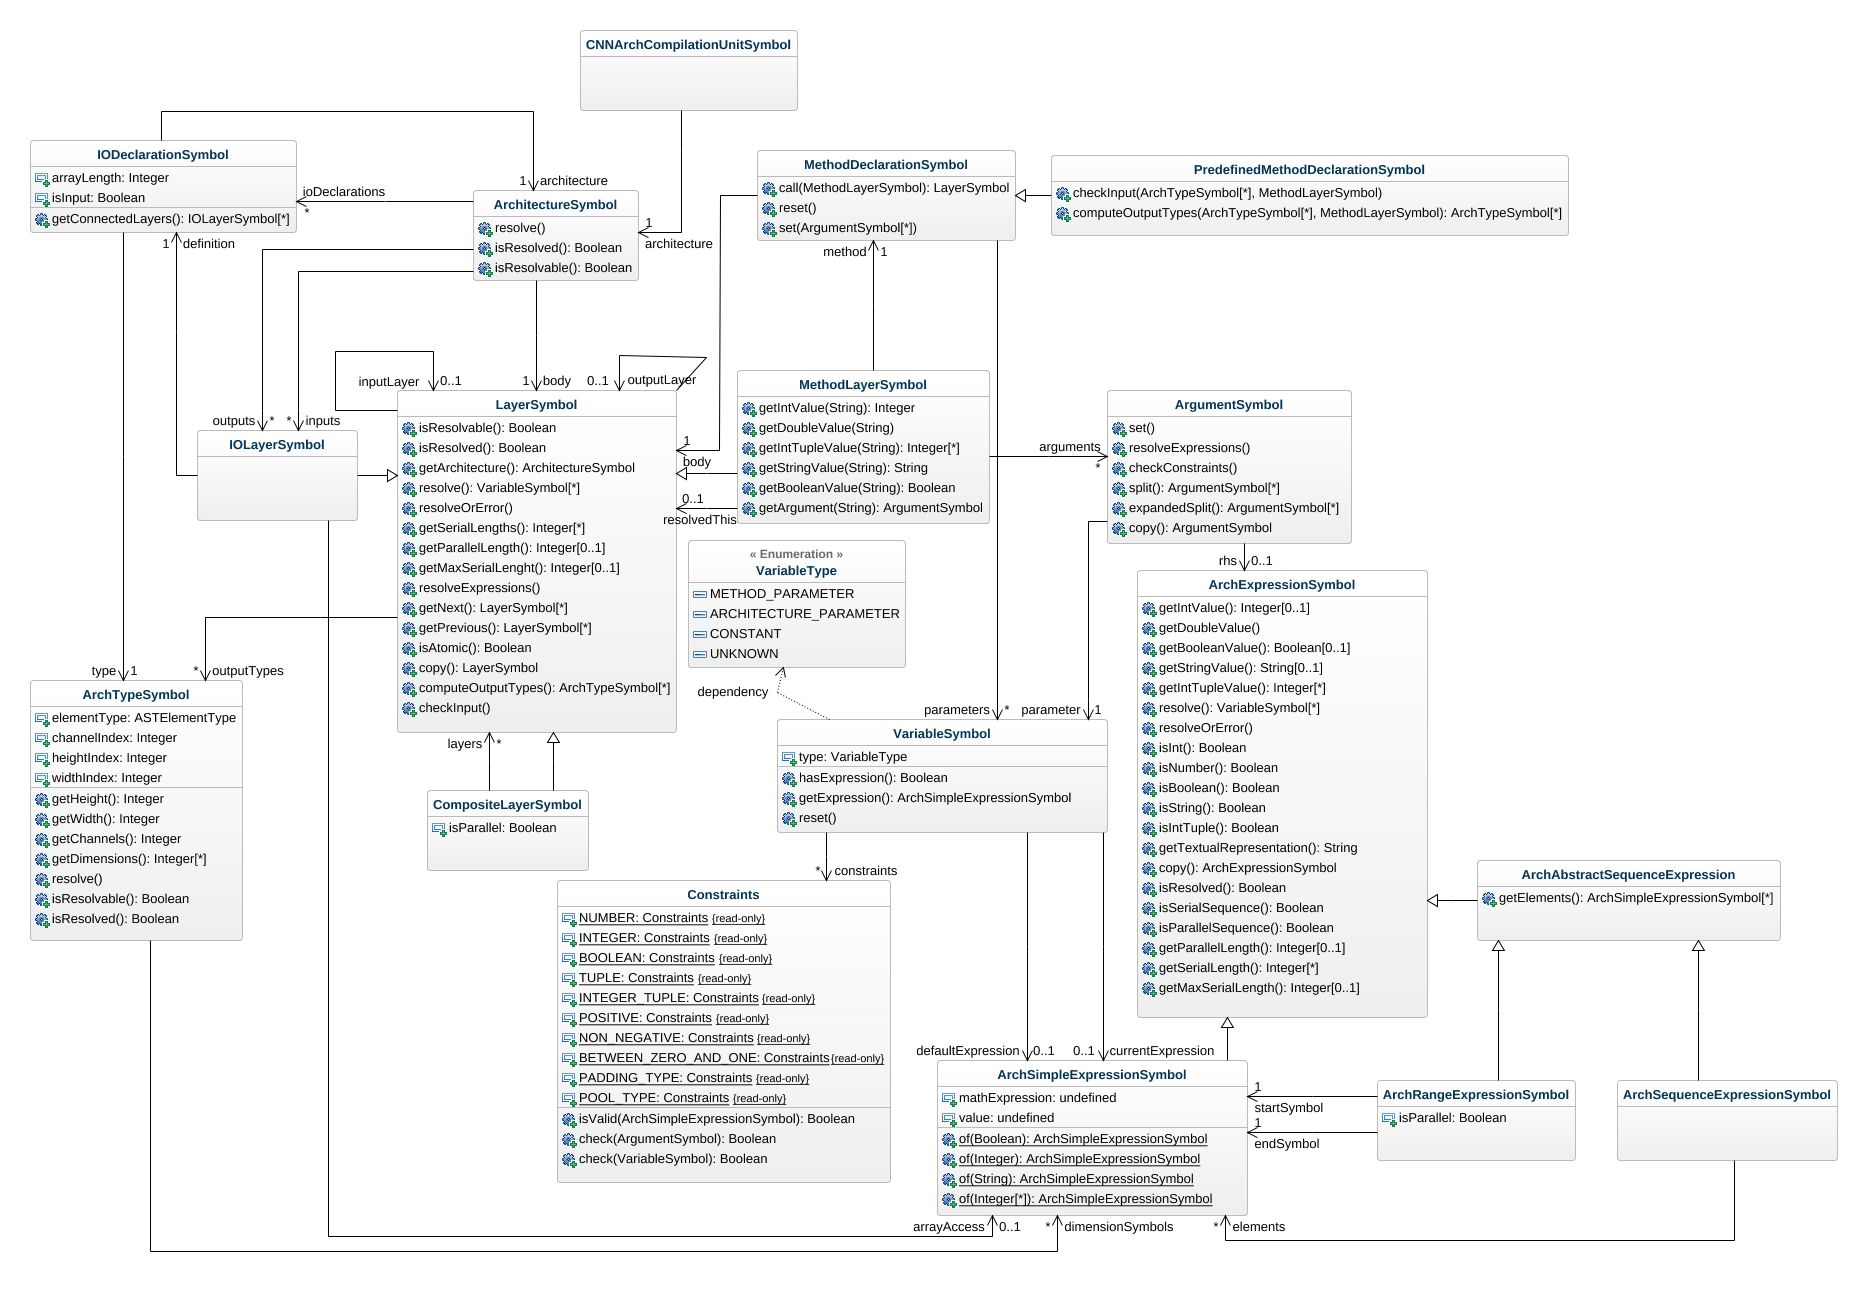 CNNArchCompilationUnitSymbol
IODeclarationSymbol
arrayLength: Integer
isInput: Boolean
getConnectedLayers(): IOLayerSymbol[*]
1
architecture
ioDeclarations
*
ArchitectureSymbol
resolve()
isResolved(): Boolean
isResolvable(): Boolean
1
architecture
MethodDeclarationSymbol
call(MethodLayerSymbol): LayerSymbol
reset()
set(ArgumentSymbol[*])
PredefinedMethodDeclarationSymbol
checkInput(ArchTypeSymbol[*], MethodLayerSymbol)
computeOutputTypes(ArchTypeSymbol[*], MethodLayerSymbol): ArchTypeSymbol[*]
1
definition
method
1
inputLayer
0..1
1
body
0..1
outputLayer
outputs
*
*
inputs
IOLayerSymbol
LayerSymbol
isResolvable(): Boolean
isResolved(): Boolean
getArchitecture(): ArchitectureSymbol
resolve(): VariableSymbol[*]
resolveOrError()
getSerialLengths(): Integer[*]
getParallelLength(): Integer[0..1]
getMaxSerialLenght(): Integer[0..1]
resolveExpressions()
getNext(): LayerSymbol[*]
getPrevious(): LayerSymbol[*]
isAtomic(): Boolean
copy(): LayerSymbol
computeOutputTypes(): ArchTypeSymbol[*]
checkInput()
1
body
0..1
resolvedThis
MethodLayerSymbol
getIntValue(String): Integer
getDoubleValue(String)
getIntTupleValue(String): Integer[*]
getStringValue(String): String
getBooleanValue(String): Boolean
getArgument(String): ArgumentSymbol
arguments
*
ArgumentSymbol
set()
resolveExpressions()
checkConstraints()
split(): ArgumentSymbol[*]
expandedSplit(): ArgumentSymbol[*]
copy(): ArgumentSymbol
rhs
0..1
« Enumeration »
VariableType
METHOD_PARAMETER
ARCHITECTURE_PARAMETER
CONSTANT
UNKNOWN
dependency
ArchExpressionSymbol
getIntValue(): Integer[0..1]
getDoubleValue()
getBooleanValue(): Boolean[0..1]
getStringValue(): String[0..1]
getIntTupleValue(): Integer[*]
resolve(): VariableSymbol[*]
resolveOrError()
isInt(): Boolean
isNumber(): Boolean
isBoolean(): Boolean
isString(): Boolean
isIntTuple(): Boolean
getTextualRepresentation(): String
copy(): ArchExpressionSymbol
isResolved(): Boolean
isSerialSequence(): Boolean
isParallelSequence(): Boolean
getParallelLength(): Integer[0..1]
getSerialLength(): Integer[*]
getMaxSerialLength(): Integer[0..1]
type
1
*
outputTypes
ArchTypeSymbol
elementType: ASTElementType
channelIndex: Integer
heightIndex: Integer
widthIndex: Integer
getHeight(): Integer
getWidth(): Integer
getChannels(): Integer
getDimensions(): Integer[*]
resolve()
isResolvable(): Boolean
isResolved(): Boolean
layers
*
CompositeLayerSymbol
isParallel: Boolean
parameters
*
parameter
1
VariableSymbol
type: VariableType
hasExpression(): Boolean
getExpression(): ArchSimpleExpressionSymbol
reset()
*
constraints
Constraints
NUMBER: Constraints {read-only}
INTEGER: Constraints {read-only}
BOOLEAN: Constraints {read-only}
TUPLE: Constraints {read-only}
INTEGER_TUPLE: Constraints {read-only}
POSITIVE: Constraints {read-only}
NON_NEGATIVE: Constraints {read-only}
BETWEEN_ZERO_AND_ONE: Constraints {read-only}
PADDING_TYPE: Constraints {read-only}
POOL_TYPE: Constraints {read-only}
isValid(ArchSimpleExpressionSymbol): Boolean
check(ArgumentSymbol): Boolean
check(VariableSymbol): Boolean
ArchAbstractSequenceExpression
getElements(): ArchSimpleExpressionSymbol[*]
defaultExpression
0..1
0..1
currentExpression
ArchSimpleExpressionSymbol
mathExpression: undefined
value: undefined
of(Boolean): ArchSimpleExpressionSymbol
of(Integer): ArchSimpleExpressionSymbol
of(String): ArchSimpleExpressionSymbol
of(Integer[*]): ArchSimpleExpressionSymbol
1
startSymbol
1
endSymbol
ArchRangeExpressionSymbol
isParallel: Boolean
ArchSequenceExpressionSymbol
arrayAccess
0..1
*
dimensionSymbols
*
elements